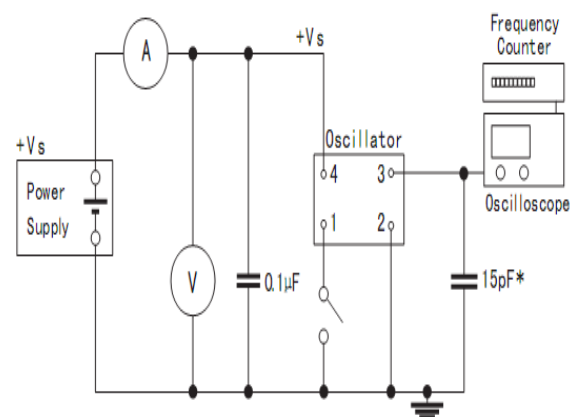 Frequency
Counter
A
+Vs
Oscillator
+Vs
Power
Supply
4
3
Oscilloscope
1
2
V
0.1μF
15pF*